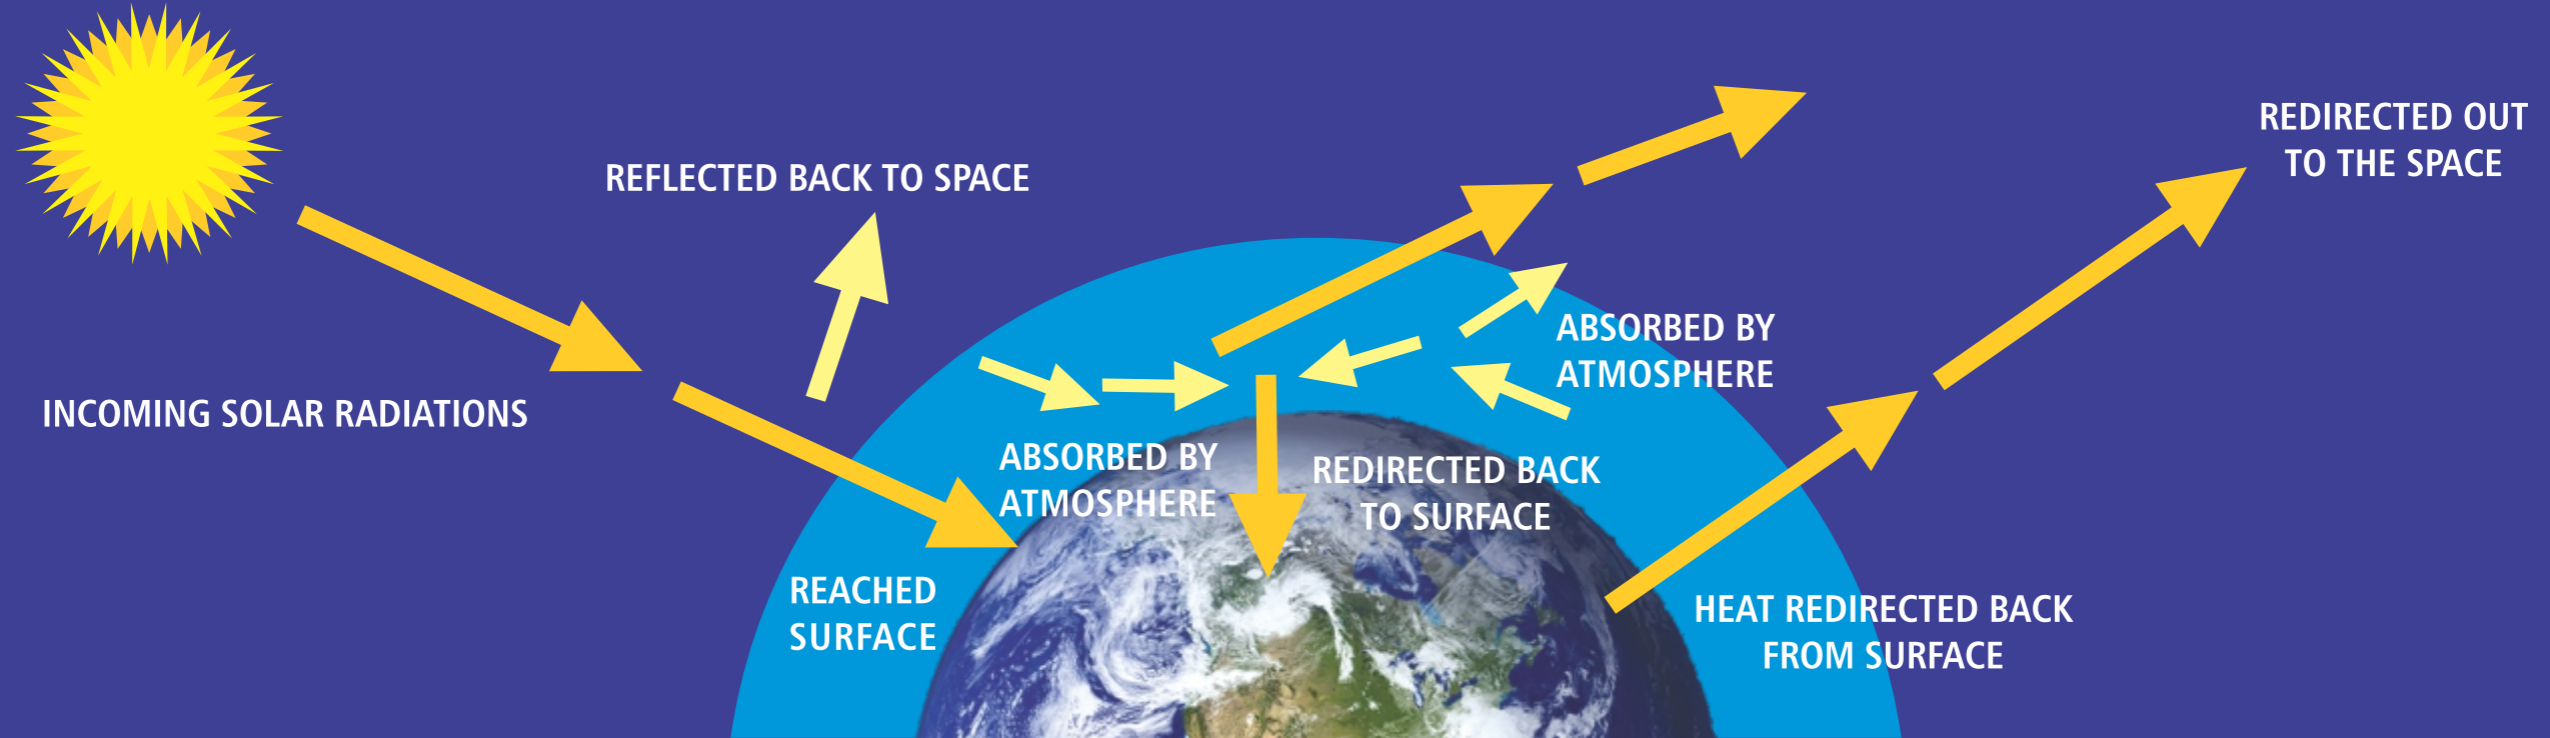 INCOMING SOLAR RADIATIONS
REFLECTED BACK TO SPACE
REACHED
SURFACE
ABSORBED BY
ATMOSPHERE
REDIRECTED BACK
TO SURFACE
ABSORBED BY
ATMOSPHERE
HEAT REDIRECTED BACK
FROM SURFACE
REDIRECTED OUT
TO THE SPACE